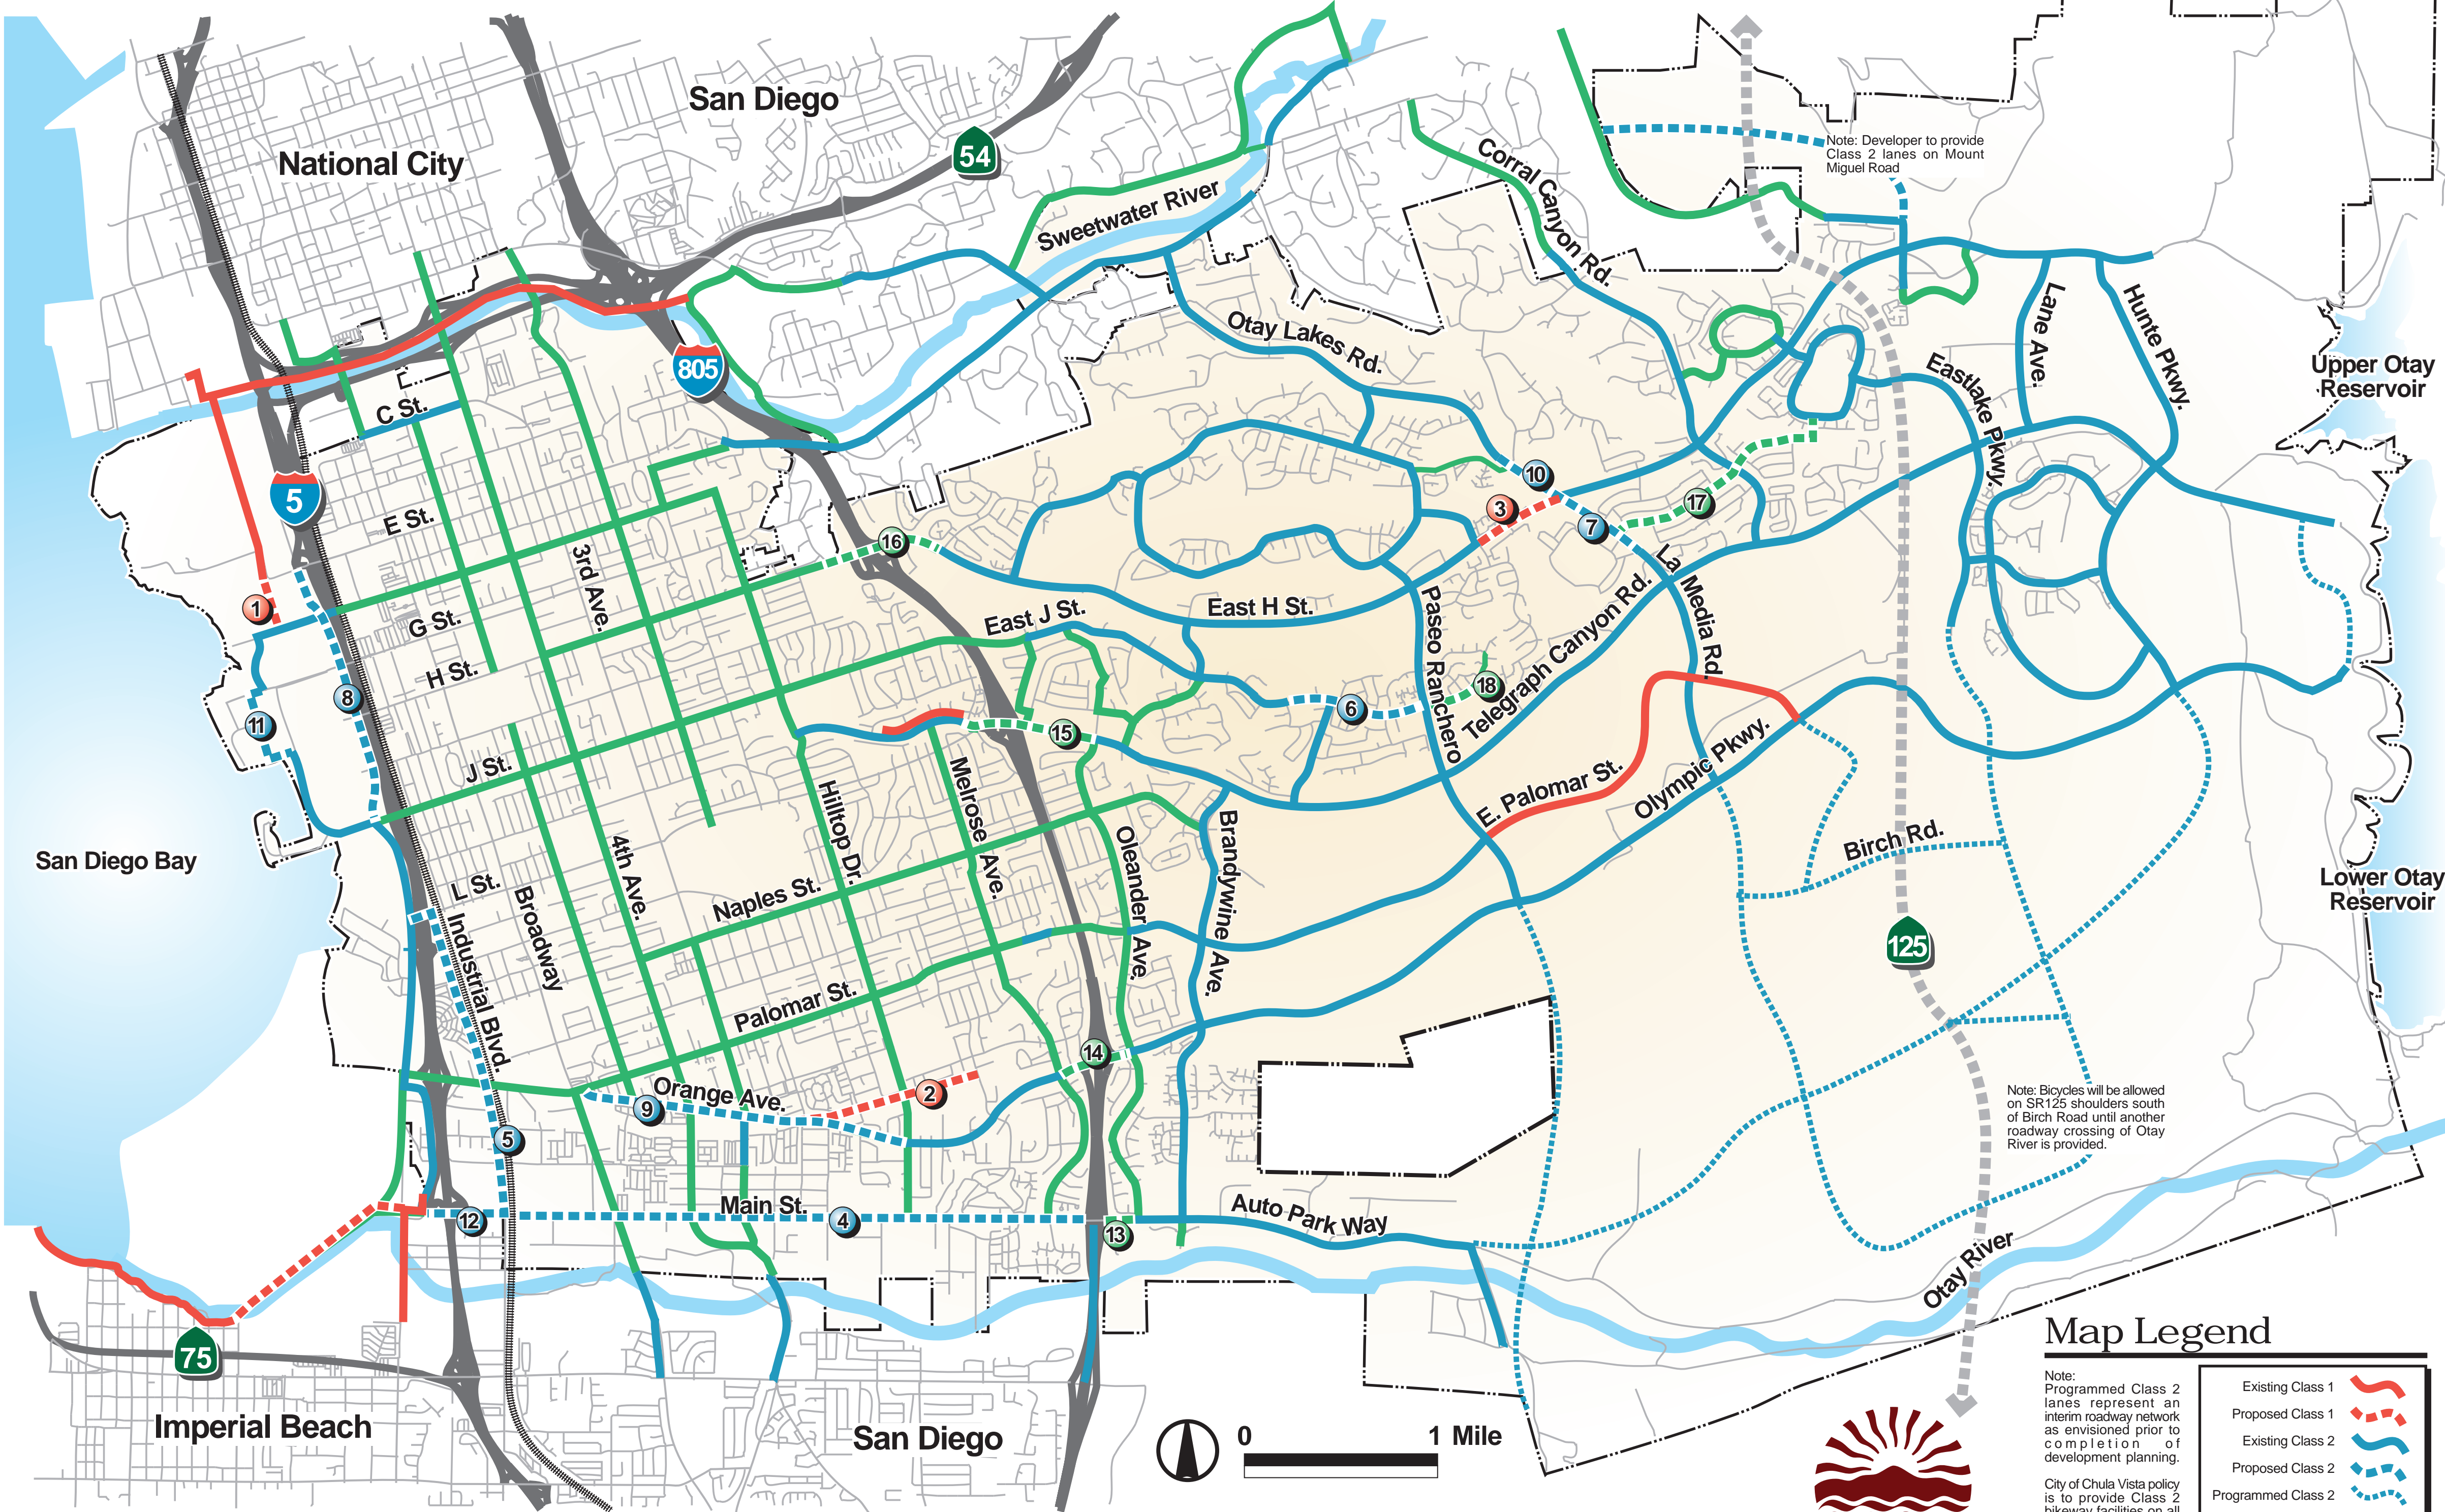 San Diego
National City
54
Sweetwater River
Corral Canyon Rd.
Note: Developer to provide
Class 2 lanes on Mount
Miguel Road
Otay Lakes Rd.
Lane Ave.
Hunte Pkwy.
Eastlake Pkwy.
Upper Otay
Reservoir
805
C St.
5
E St.
3rd Ave.
G St.
H St.
10
3
7
17
16
1
East J St.
East H St.
Paseo Ranchero
La Media Rd.
Telegraph Canyon Rd.
8
11
6
18
15
J St.
Hilltop Dr.
Melrose Ave.
E. Palomar St.
Olympic Pkwy.
Birch Rd.
San Diego Bay
L St.
Broadway
4th Ave.
Naples St.
Oleander Ave.
Brandywine Ave.
Lower Otay
Reservoir
125
Industrial Blvd.
Palomar St.
14
Orange Ave.
9
2
5
Note: Bicycles will be allowed
on SR125 shoulders south
of Birch Road until another
roadway crossing of Otay
River is provided.
12
Main St.
4
13
Auto Park Way
Otay River
75
Imperial Beach
San Diego
0 1 Mile
Map Legend
Note:
Programmed Class 2
lanes represent an
interim roadway network
as envisioned prior to
completion of
development planning.
City of Chula Vista policy
is to provide Class 2
bikeway facilities on all
Existing Class 1
Proposed Class 1
Existing Class 2
Proposed Class 2
Programmed Class 2